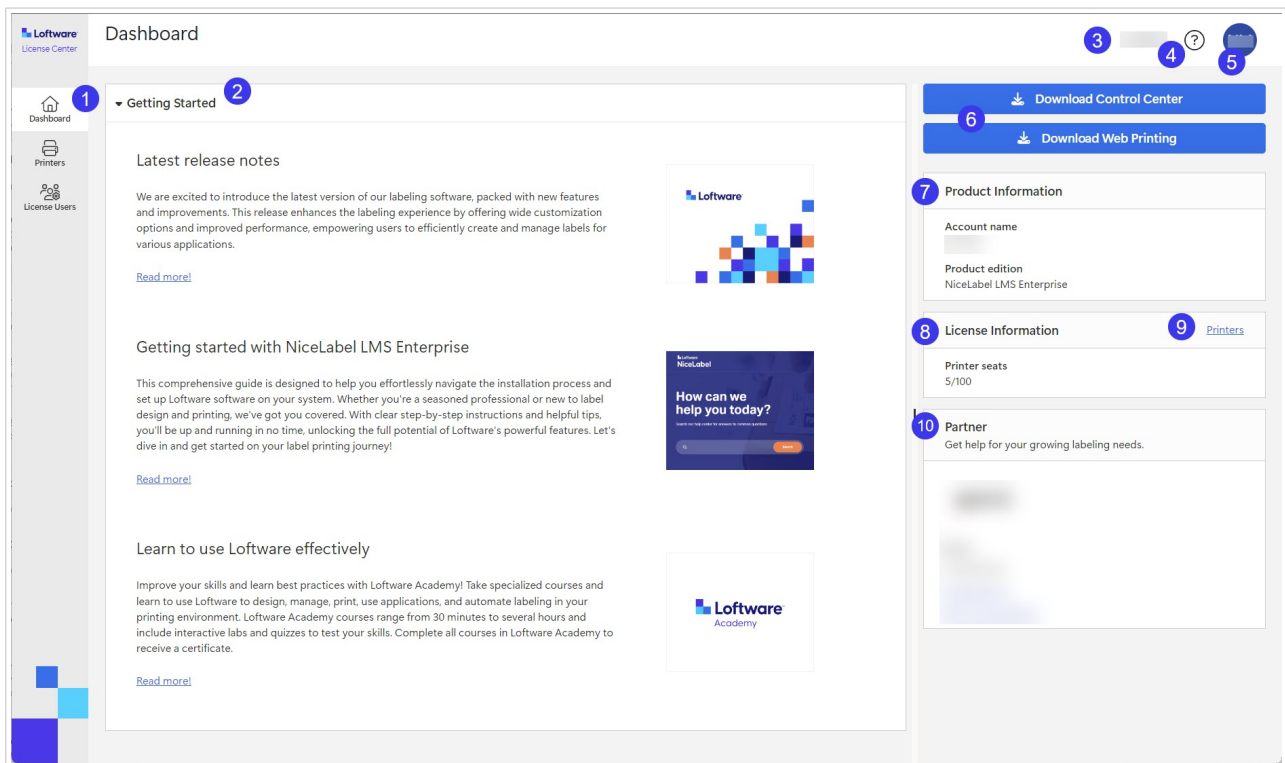 Loftware
License Center
Dashboard
3
4
?
5
1
Dashboard
Printers
License Users
Getting Started
2
Latest release notes
We are excited to introduce the latest version of our labeling software, packed with new features
and improvements. This release enhances the labeling experience by offering wide customization
options and improved performance, empowering users to efficiently create and manage labels for
various applications.
Read more!
Loftware
Getting started with NiceLabel LMS Enterprise
This comprehensive guide is designed to help you effortlessly navigate the installation process and
set up Loftware software on your system. Whether you're a seasoned professional or new to label
design and printing, we've got you covered. With clear step-by-step instructions and helpful tips,
you'll be up and running in no time, unlocking the full potential of Loftware's powerful features. Let's
dive in and get started on your label printing journey!
Read more!
Loftware
NiceLabel
How can we
help you today?
Search our help center for answers to common questions
Search
Learn to use Loftware effectively
Improve your skills and learn best practices with Loftware Academy! Take specialized courses and
learn to use Loftware to design, manage, print, use applications, and automate labeling in your
printing environment. Loftware Academy courses range from 30 minutes to several hours and
include interactive labs and quizzes to test your skills. Complete all courses in Loftware Academy to
receive a certificate.
Read more!
Loftware
Academy
Download Control Center
6
Download Web Printing
7
Product Information
Account name
Product edition
NiceLabel LMS Enterprise
8
License Information
9
Printers
Printer seats
5/100
10
Partner
Get help for your growing labeling needs.